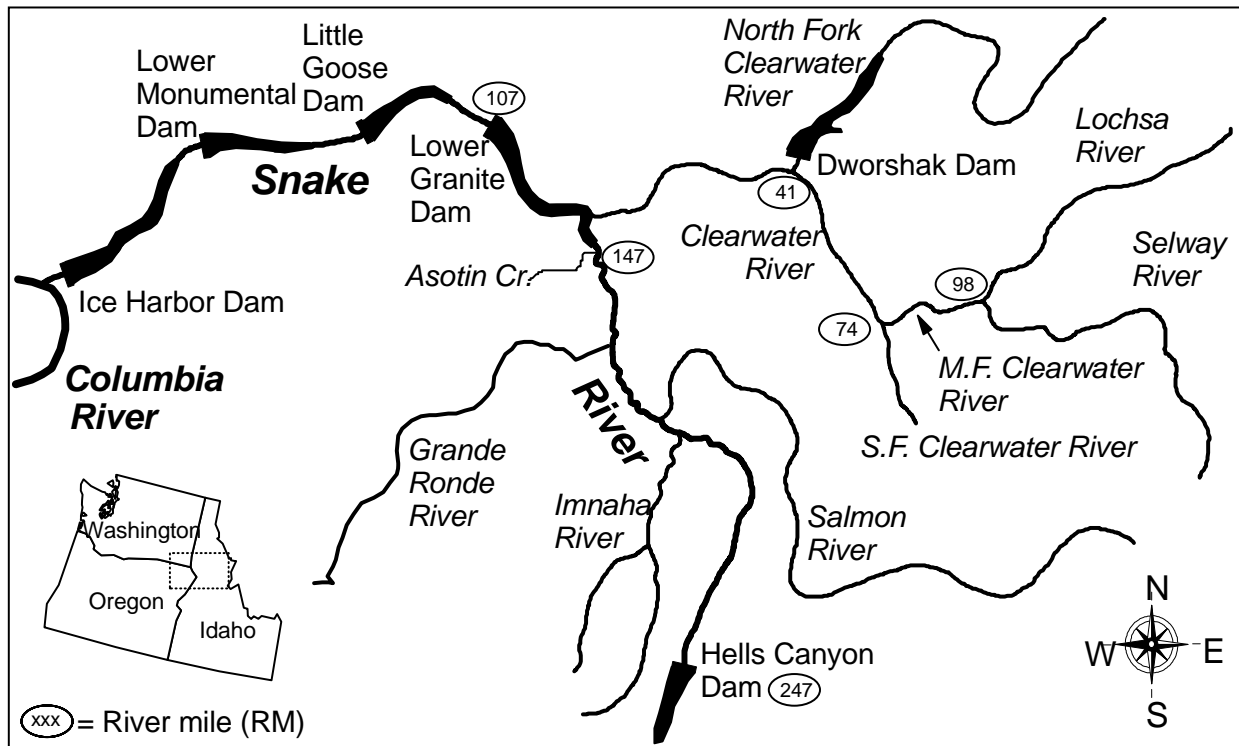 Little
Goose
Dam
Lower
Monumental
Dam
107
North Fork
Clearwater
River
Lochsa
River
Snake
Lower
Granite
Dam
Dworshak Dam
41
Clearwater
River
Selway
River
147
Asotin Cr.
98
Ice Harbor Dam
74
Columbia
River
M.F. Clearwater
River
River
S.F. Clearwater River
Grande
Ronde
River
Imnaha
River
Salmon
River
Washington
Oregon
Idaho
Hells Canyon
Dam 247
N
W E
S
xxx = River mile (RM)